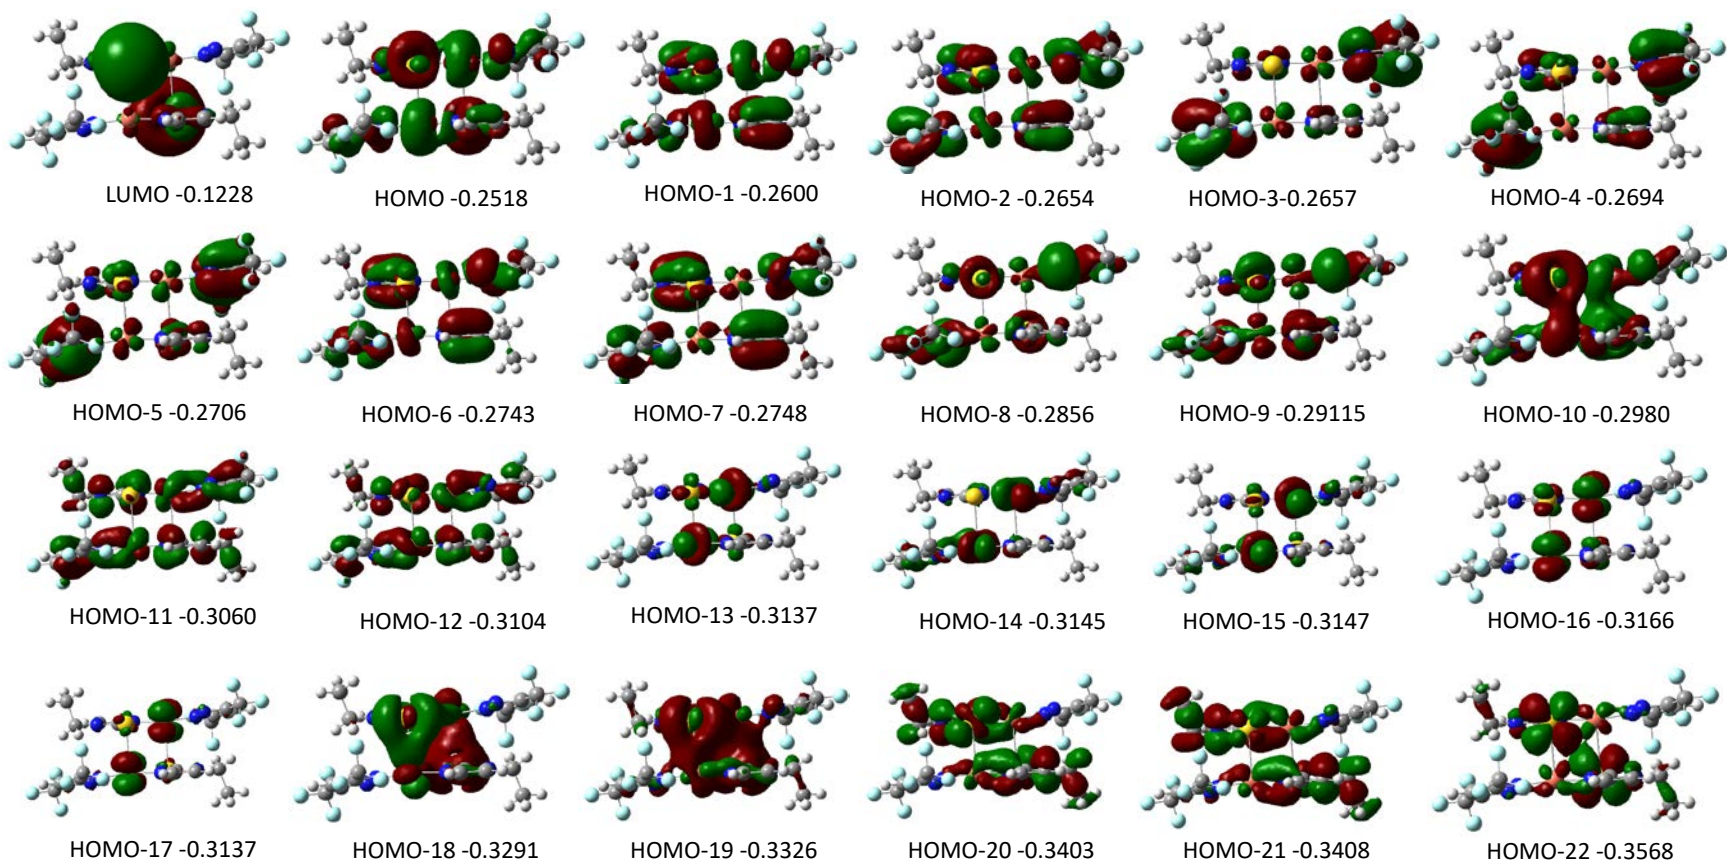 LUMO -0.1228
HOMO -0.2518
HOMO-1 -0.2600
HOMO-2 -0.2654
HOMO-3-0.2657
HOMO-4 -0.2694
HOMO-5 -0.2706
HOMO-6 -0.2743
HOMO-7 -0.2748
HOMO-8 -0.2856
HOMO-9 -0.29115
HOMO-10 -0.2980
HOMO-11 -0.3060
HOMO-12 -0.3104
HOMO-13 -0.3137
HOMO-14 -0.3145
HOMO-15 -0.3147
HOMO-16 -0.3166
HOMO-17 -0.3137
HOMO-18 -0.3291
HOMO-19 -0.3326
HOMO-20 -0.3403
HOMO-21 -0.3408
HOMO-22 -0.3568